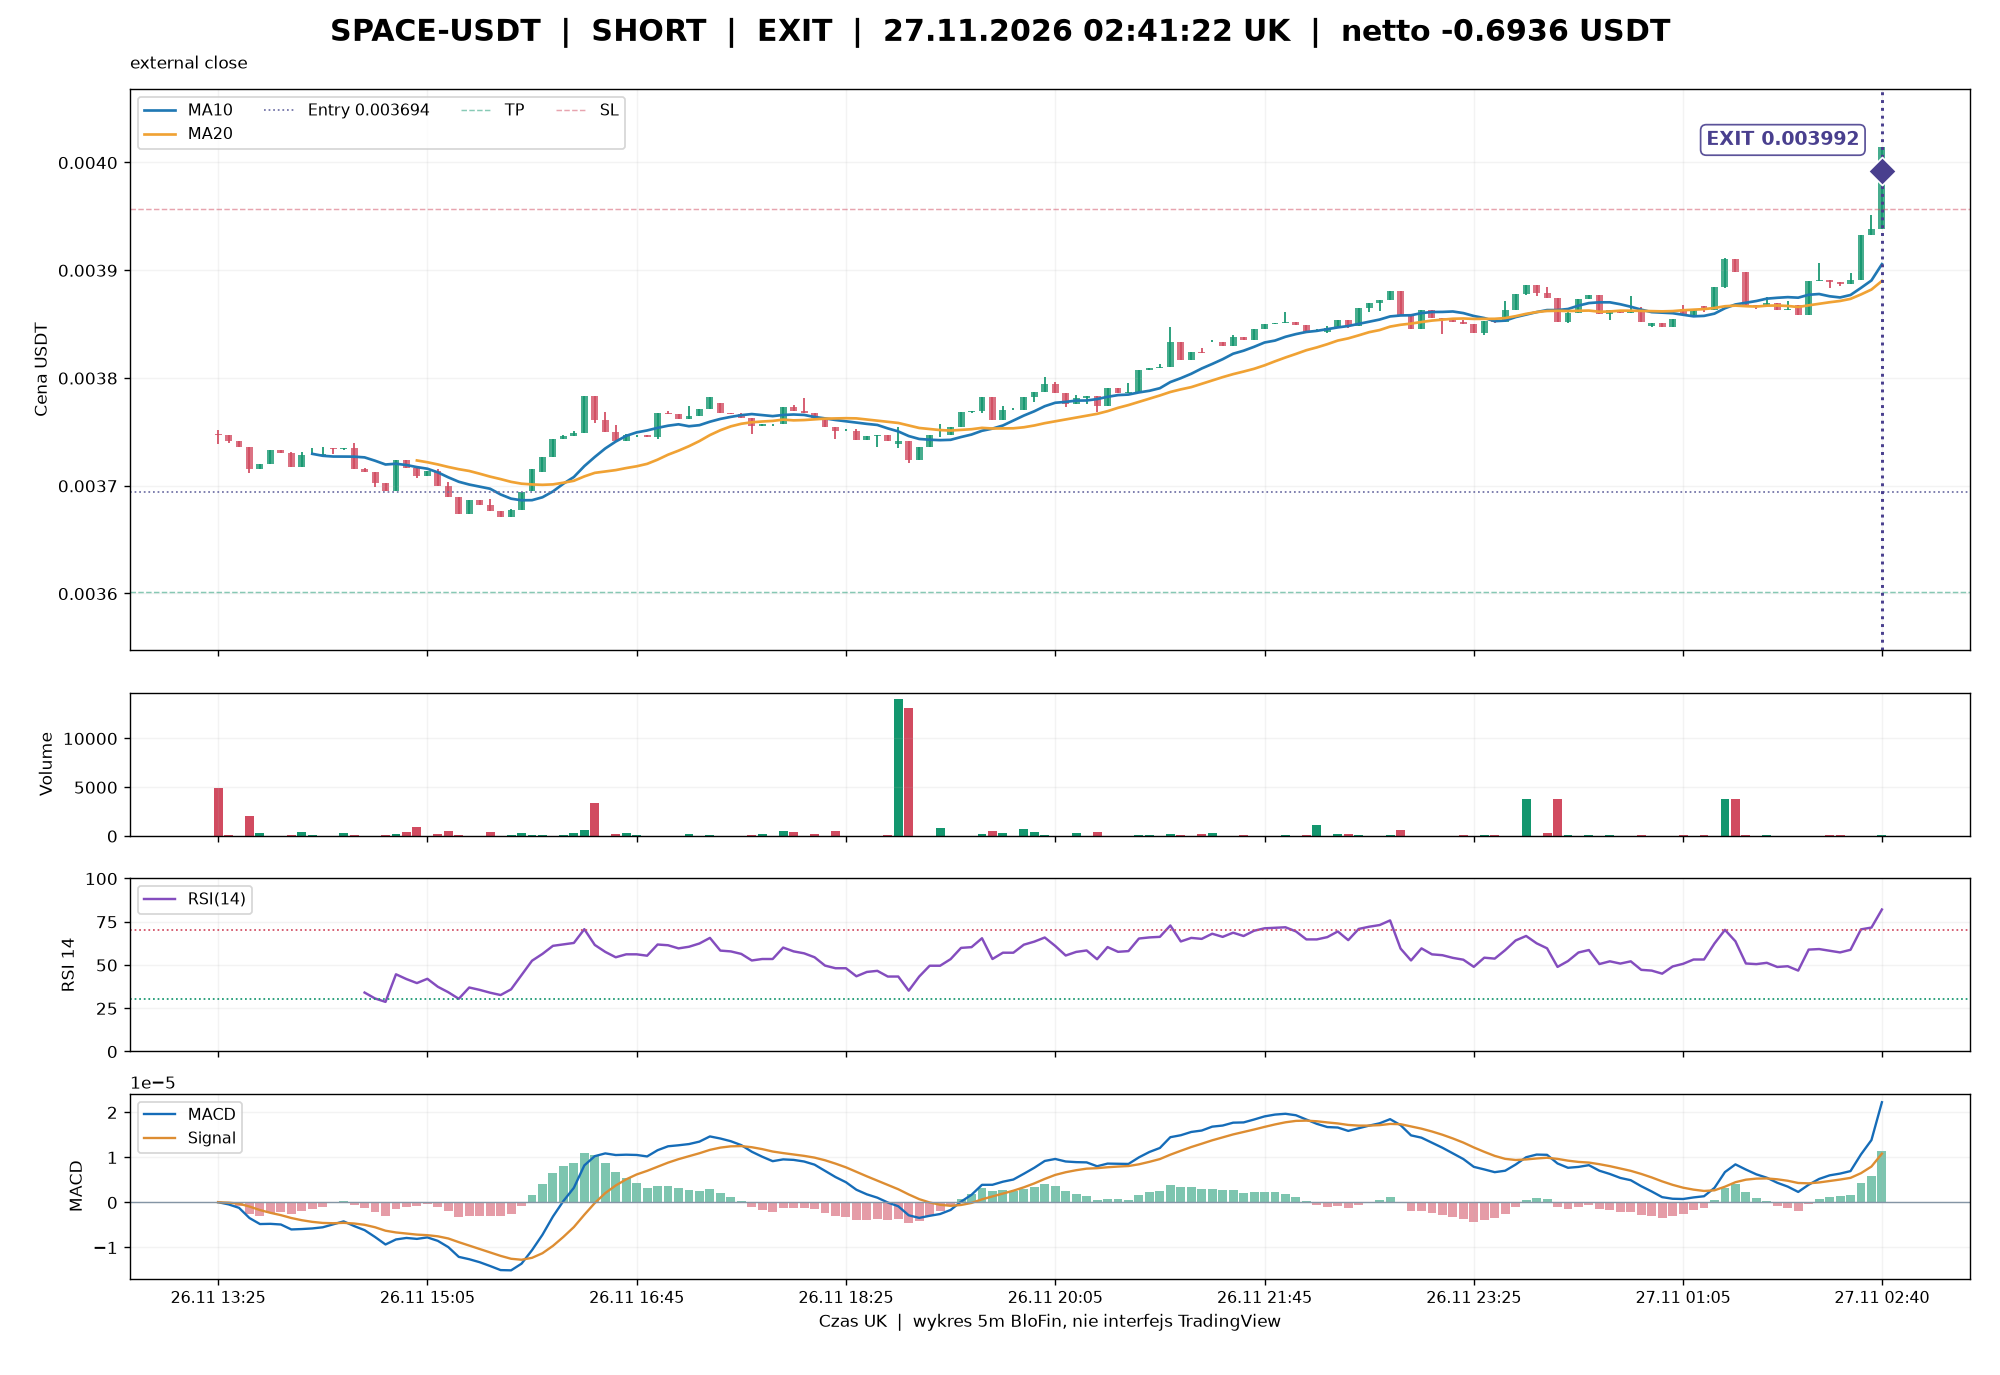 SPACE-USDT | SHORT | EXIT | 27.11.2026 02:41:22 UK | netto -0.6936 USDT
external close
MA10
MA20
Entry 0.003694
TP
SL
EXIT 0.003992
0.0040
0.0039
0.0038
0.0037
0.0036
Cena USDT
10000
5000
0
Volume
RSI(14)
100
75
50
25
0
RSI 14
1e−5
MACD
Signal
2
1
0
−1
MACD
26.11 13:25
26.11 15:05
26.11 16:45
26.11 18:25
26.11 20:05
26.11 21:45
26.11 23:25
27.11 01:05
27.11 02:40
Czas UK | wykres 5m BloFin, nie interfejs TradingView